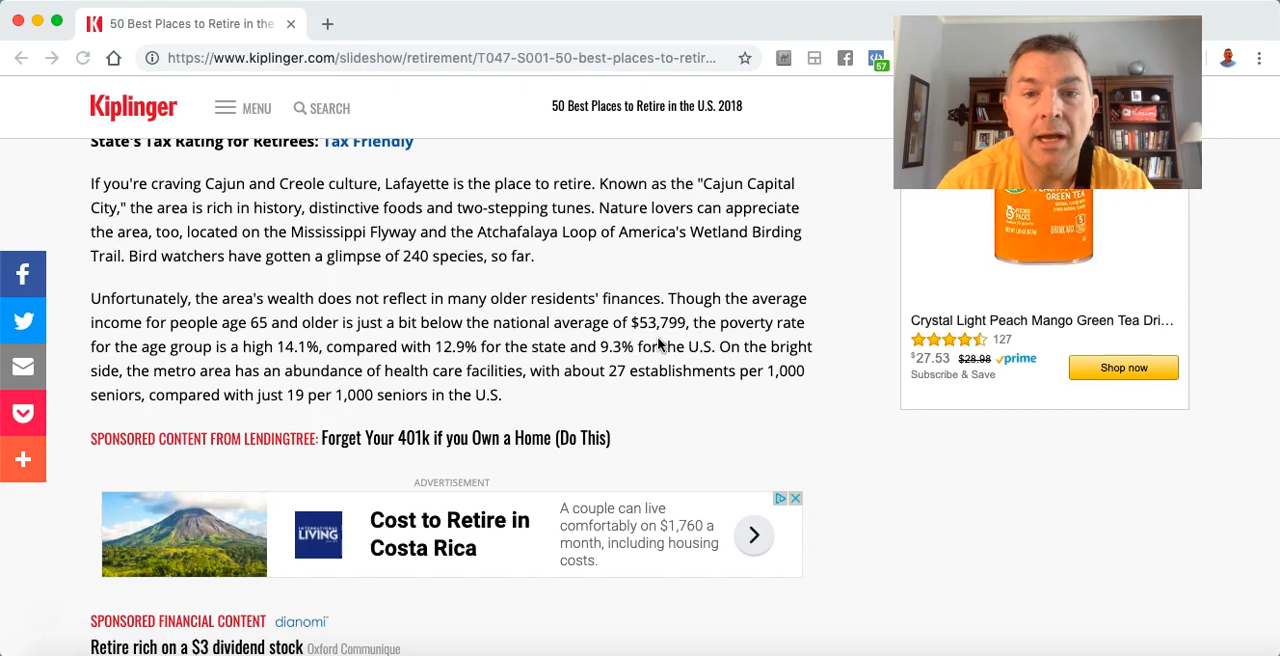 50 Best Places to Retire in the
https://www.kiplinger.com/slideshow/retirement/T047-S001-50-best-places-to-retir...
57
Kiplinger
MENU
SEARCH
50 Best Places to Retire in the U.S. 2018
State's Tax Rating for Retirees: Tax Friendly
If you're craving Cajun and Creole culture, Lafayette is the place to retire. Known as the "Cajun Capital
City," the area is rich in history, distinctive foods and two-stepping tunes. Nature lovers can appreciate
the area, too, located on the Mississippi Flyway and the Atchafalaya Loop of America's Wetland Birding
Trail. Bird watchers have gotten a glimpse of 240 species, so far.
Unfortunately, the area's wealth does not reflect in many older residents' finances. Though the average
income for people age 65 and older is just a bit below the national average of $53,799, the poverty rate
for the age group is a high 14.1%, compared with 12.9% for the state and 9.3% for the U.S. On the bright
side, the metro area has an abundance of health care facilities, with about 27 establishments per 1,000
seniors, compared with just 19 per 1,000 seniors in the U.S.
SPONSORED CONTENT FROM LENDINGTREE: Forget Your 401k if you Own a Home (Do This)
ADVERTISEMENT
INTERNATIONAL
LIVING
Cost to Retire in
Costa Rica
A couple can live
comfortably on $1,760 a
month, including housing
costs.
SPONSORED FINANCIAL CONTENT dianomi
Retire rich on a $3 dividend stock Oxford Communique
GREEN TEA
PITCHER
PACKS
DRINK MIX
Crystal Light Peach Mango Green Tea Dri...
127
$27.53 $28.98 prime
Subscribe & Save
Shop now